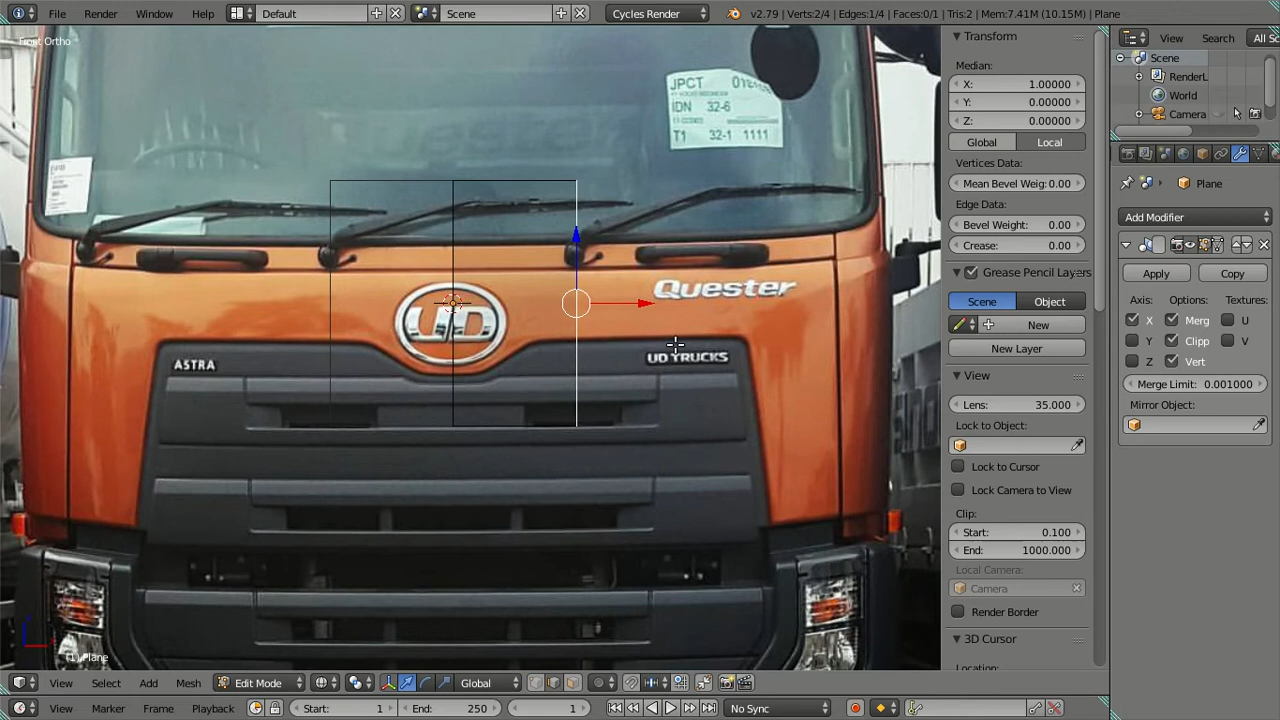 File Render Window Help Default Scene Cycles Render v2.79 | Verts:2/4 | Edges:1/4 | Faces:0/1 | Tris:2 | Mem:7.41M (10.15M) | Plane
Front Ortho
JPCT
IDN 32-6
T1 32-1 1111
Quester
UD
ASTRA
UD TRUCKS
(1) Plane
Transform
Median:
X: 1.00000
Y: 0.00000
Z: 0.00000
Global Local
Vertices Data:
Mean Bevel Weig: 0.00
Edge Data:
Bevel Weight: 0.00
Crease: 0.00
Grease Pencil Layers
Scene Object
New
New Layer
View
Lens: 35.000
Lock to Object:
Lock to Cursor
Lock Camera to View
Clip:
Start: 0.100
End: 1000.000
Local Camera:
Camera
Render Border
3D Cursor
Location:
View Search All Sc
Scene
RenderL
World
Camera
Plane
Add Modifier
Apply Copy
Axis: Options: Textures:
X Merg U
Y Clipp V
Z Vert
Merge Limit: 0.001000
Mirror Object:
View Select Add Mesh Edit Mode Global
View Marker Frame Playback Start: 1 End: 250 1 No Sync